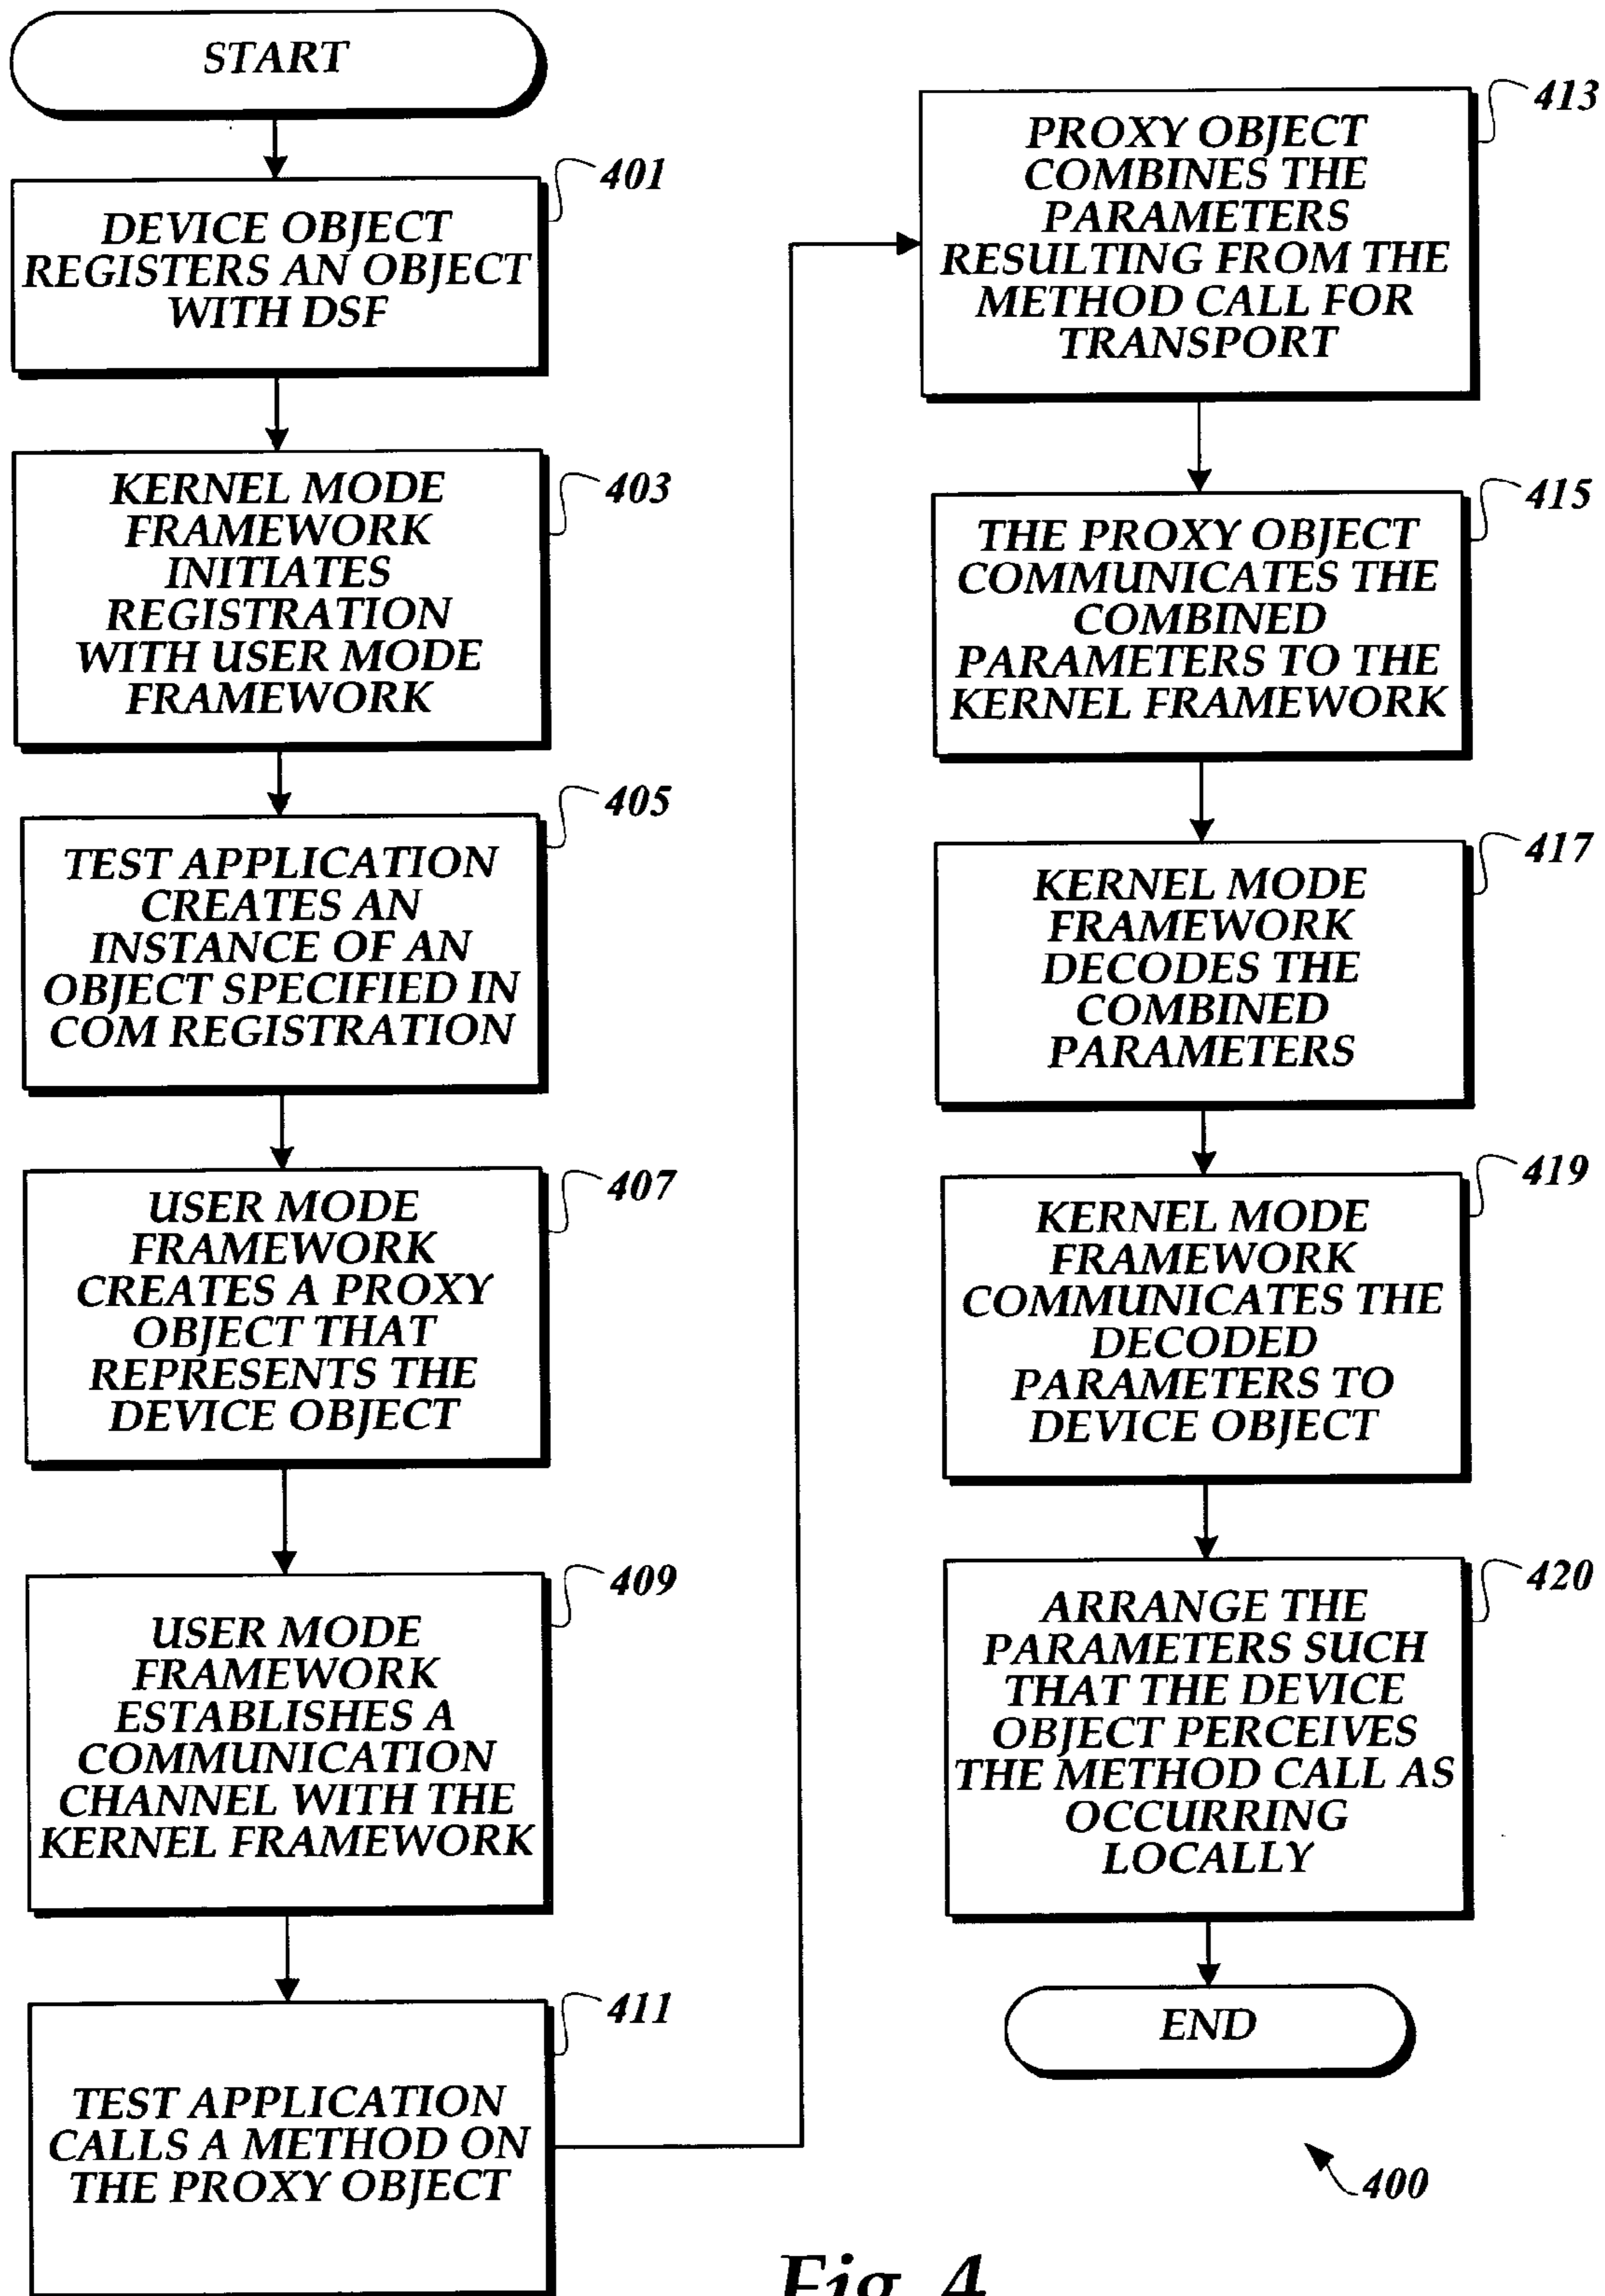 START
401
DEVICE OBJECT
REGISTERS AN OBJECT
WITH DSF
403
KERNEL MODE
FRAMEWORK
INITIATES
REGISTRATION
WITH USER MODE
FRAMEWORK
405
TEST APPLICATION
CREATES AN
INSTANCE OF AN
OBJECT SPECIFIED IN
COM REGISTRATION
407
USER MODE
FRAMEWORK
CREATES A PROXY
OBJECT THAT
REPRESENTS THE
DEVICE OBJECT
409
USER MODE
FRAMEWORK
ESTABLISHES A
COMMUNICATION
CHANNEL WITH THE
KERNEL FRAMEWORK
411
TEST APPLICATION
CALLS A METHOD ON
THE PROXY OBJECT
413
PROXY OBJECT
COMBINES THE
PARAMETERS
RESULTING FROM THE
METHOD CALL FOR
TRANSPORT
415
THE PROXY OBJECT
COMMUNICATES THE
COMBINED
PARAMETERS TO THE
KERNEL FRAMEWORK
417
KERNEL MODE
FRAMEWORK
DECODES THE
COMBINED
PARAMETERS
419
KERNEL MODE
FRAMEWORK
COMMUNICATES THE
DECODED
PARAMETERS TO
DEVICE OBJECT
420
ARRANGE THE
PARAMETERS SUCH
THAT THE DEVICE
OBJECT PERCEIVES
THE METHOD CALL AS
OCCURRING
LOCALLY
END
400
Fig. 4